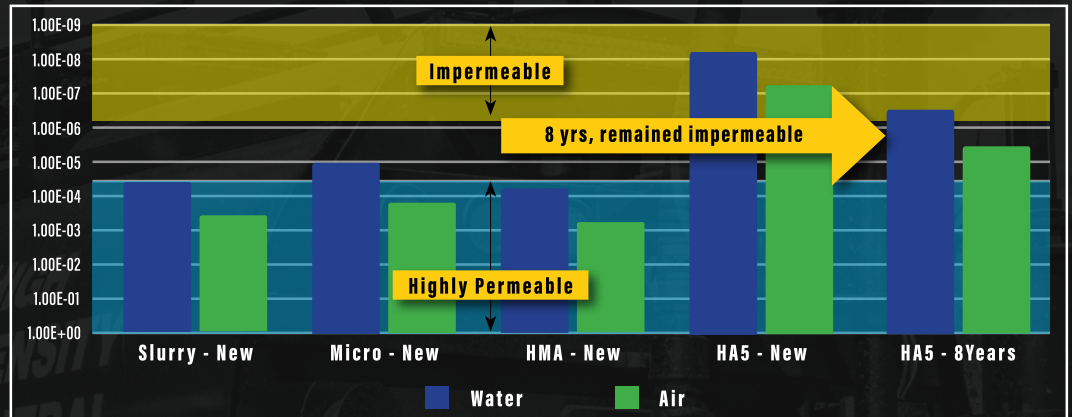 1.00E-09
1.00E-08
1.00E-07
1.00E-06
1.00E-05
1.00E-04
1.00E-03
1.00E-02
1.00E-01
1.00E+00
Impermeable
8 yrs, remained impermeable
Highly Permeable
Slurry - New
Micro - New
HMA - New
HA5 - New
HA5 - 8Years
Water
Air